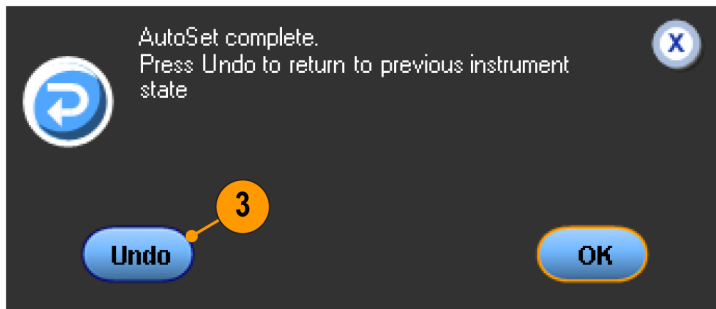 AutoSet complete.
X
Press Undo to return to previous instrument
state
3
Undo
OK